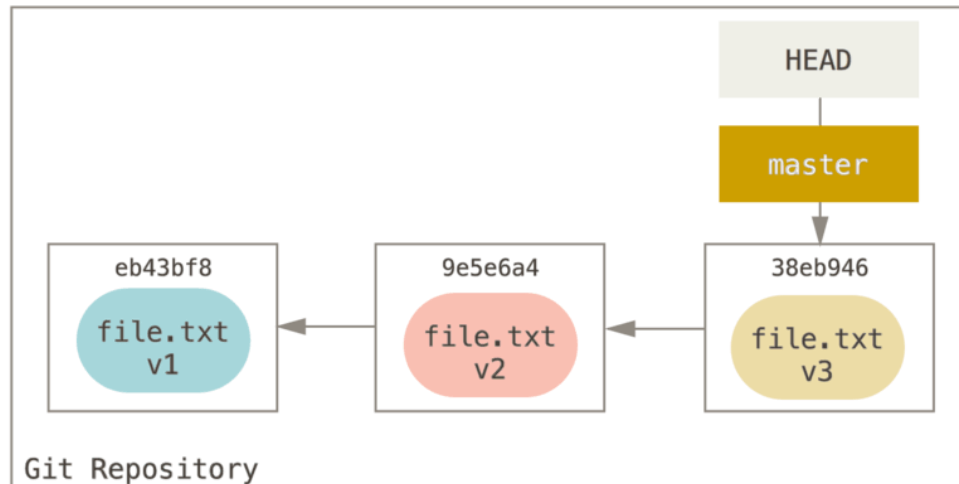 HEAD
master
eb43bf8
file.txt
v1
9e5e6a4
file.txt
v2
38eb946
file.txt
v3
Git Repository